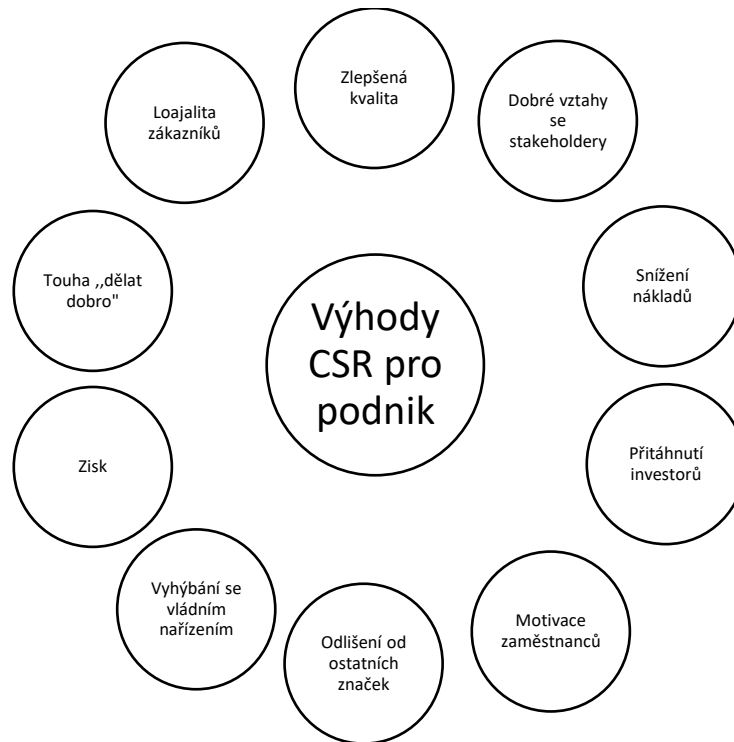 Zlepšená
kvalita
Dobré vztahy
se
stakeholdery
Snížení
nákladů
Přitáhnutí
investorů
Motivace
zaměstnanců
Odlišení od
ostatních
značek
Vyhýbání se
vládním
nařízením
Zisk
Touha ,,dělat
dobro"
Loajalita
zákazníků
Výhody
CSR pro
podnik